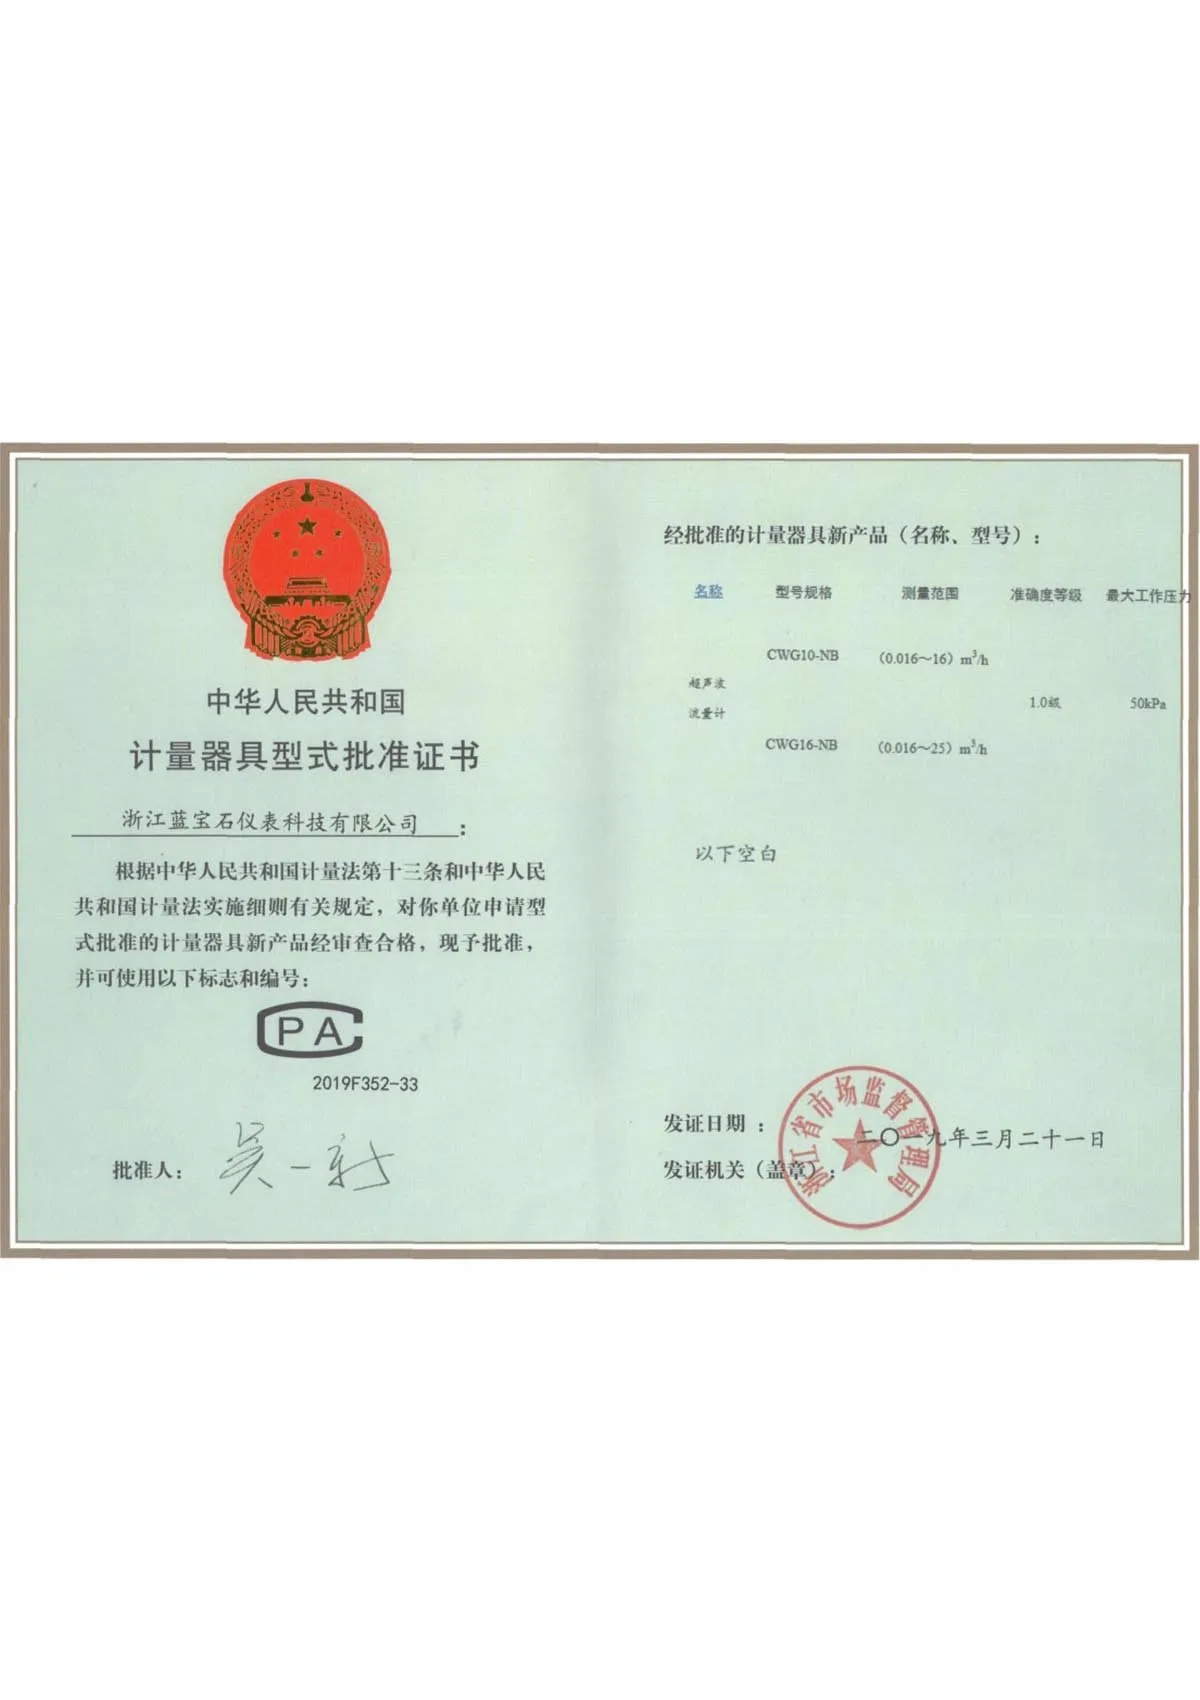 中华人民共和国
计量器具型式批准证书
浙江蓝宝石仪表科技有限公司：
根据中华人民共和国计量法第十三条和中华人民
共和国计量法实施细则有关规定，对你单位申请型
式批准的计量器具新产品经审查合格，现予批准，
并可使用以下标志和编号：
CPA
2019F352-33
批准人：吴一新
经批准的计量器具新产品（名称、型号）：
名称 型号规格 测量范围 准确度等级 最大工作压力
CWG10-NB （0.016～16）m³/h
超声波
流量计
1.0级 50kPa
CWG16-NB （0.016～25）m³/h
以下空白
发证日期：二〇一九年三月二十一日
发证机关（盖章）：
浙江省市场监督管理局